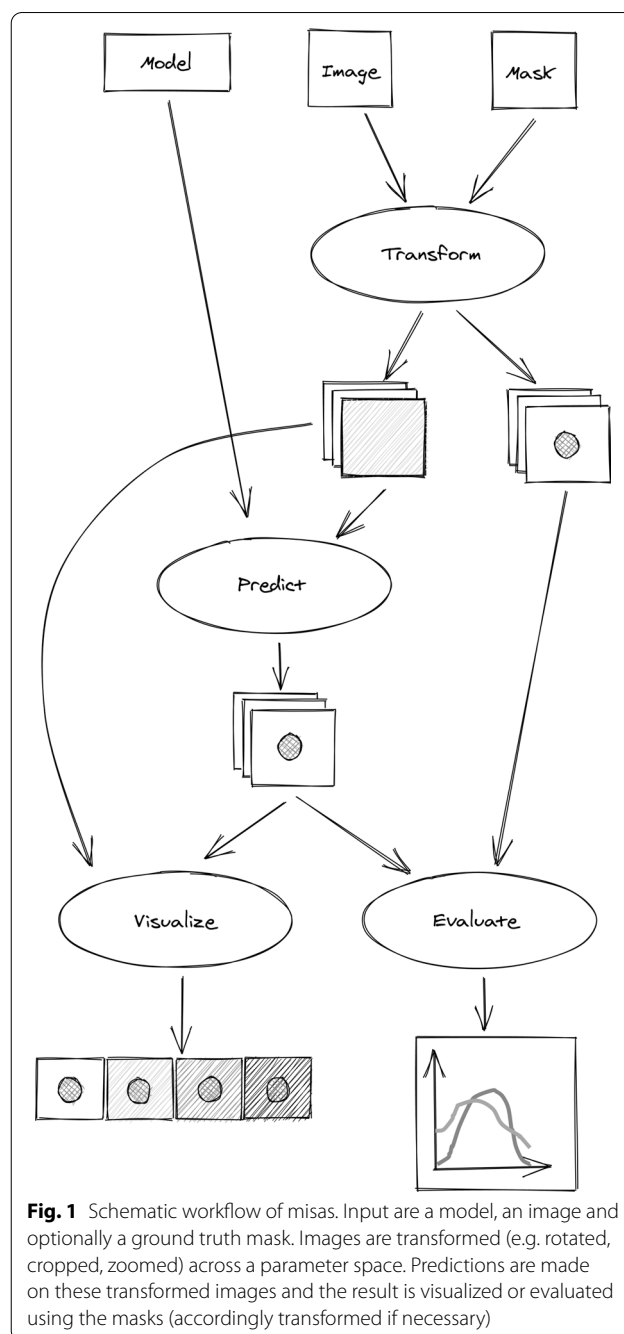 Model
Image
Mask
Transform
Predict
Visualize
Evaluate
Fig. 1 Schematic workflow of misas. Input are a model, an image and
optionally a ground truth mask. Images are transformed (e.g. rotated,
cropped, zoomed) across a parameter space. Predictions are made
on these transformed images and the result is visualized or evaluated
using the masks (accordingly transformed if necessary)